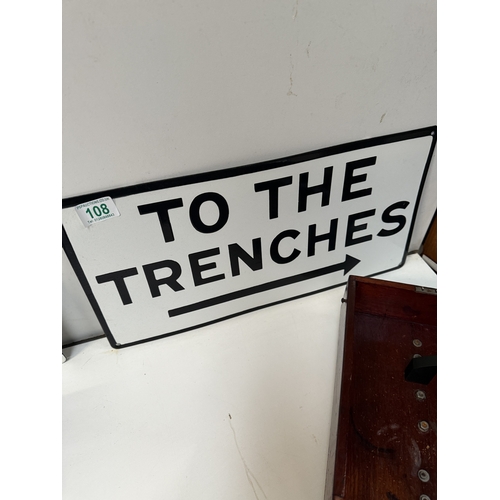 108
TO THE
TRENCHES